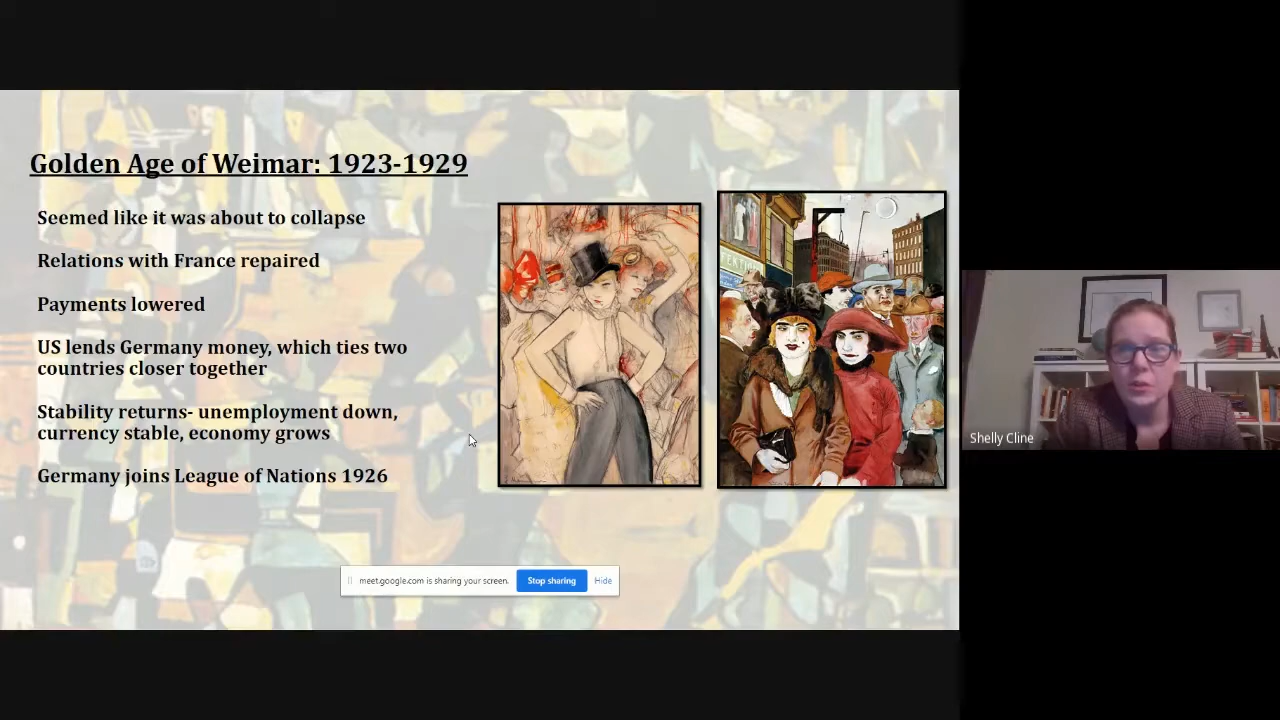 Golden Age of Weimar: 1923-1929
Seemed like it was about to collapse
Relations with France repaired
Payments lowered
US lends Germany money, which ties two
countries closer together
Stability returns- unemployment down,
currency stable, economy grows
Germany joins League of Nations 1926
meet.google.com is sharing your screen.
Stop sharing
Hide
Shelly Cline